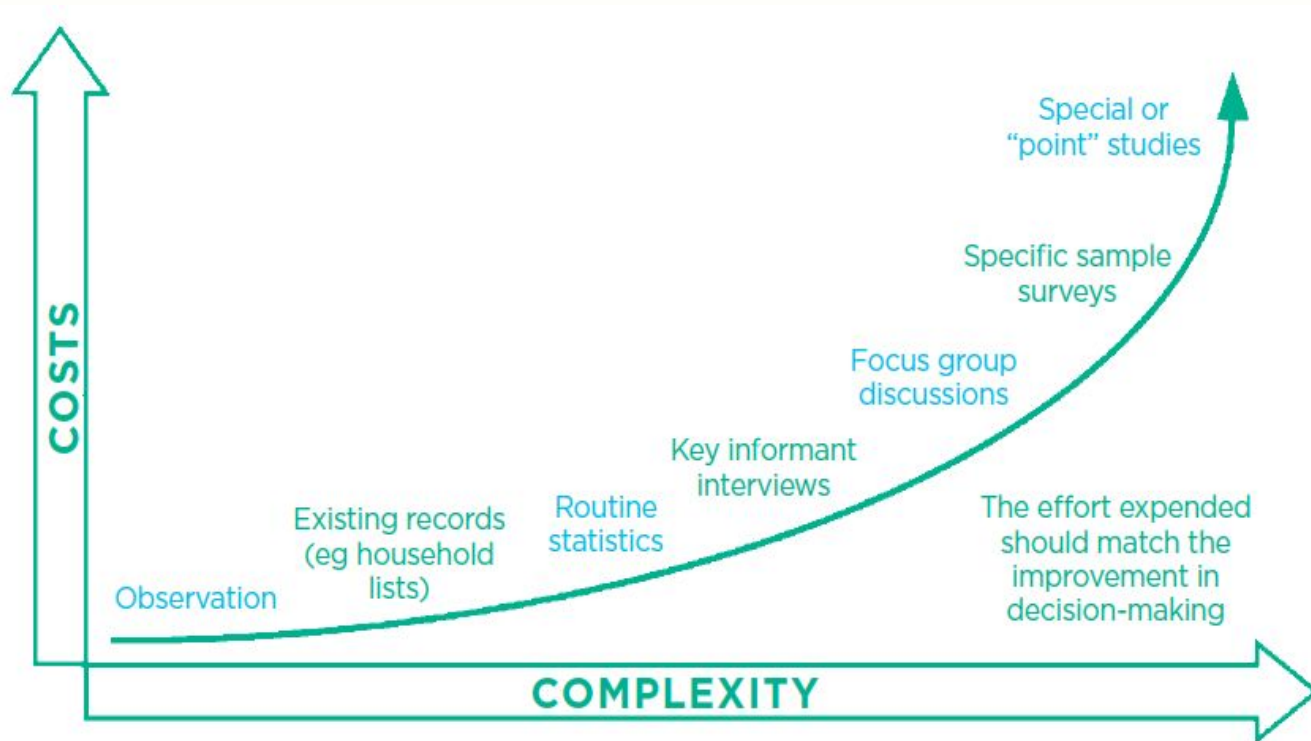 Special or
“point” studies
Specific sample
surveys
Focus group
discussions
Key informant
interviews
Routine
statistics
Existing records
(eg household
lists)
Observation
The effort expended
should match the
improvement in
decision-making
COSTS
COMPLEXITY